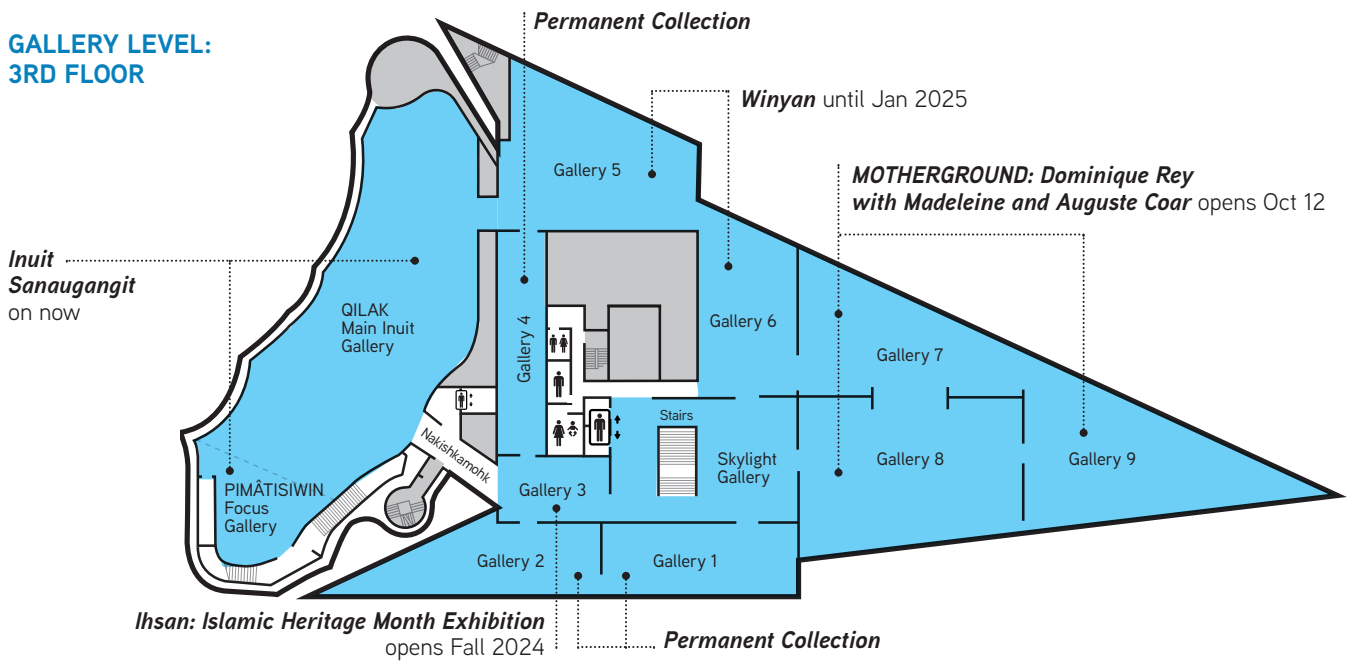 GALLERY LEVEL:
3RD FLOOR
Permanent Collection
Winyan until Jan 2025
Gallery 5
MOTHERGROUND: Dominique Rey
with Madeleine and Auguste Coar opens Oct 12
Inuit
Sanaugangit
on now
QILAK
Main Inuit
Gallery
Gallery 4
Gallery 6
Gallery 7
Stairs
Nakishkamohk
Skylight
Gallery
Gallery 8
Gallery 9
PIMÂTISIWIN
Focus
Gallery
Gallery 3
Gallery 2
Gallery 1
Ihsan: Islamic Heritage Month Exhibition
opens Fall 2024
Permanent Collection